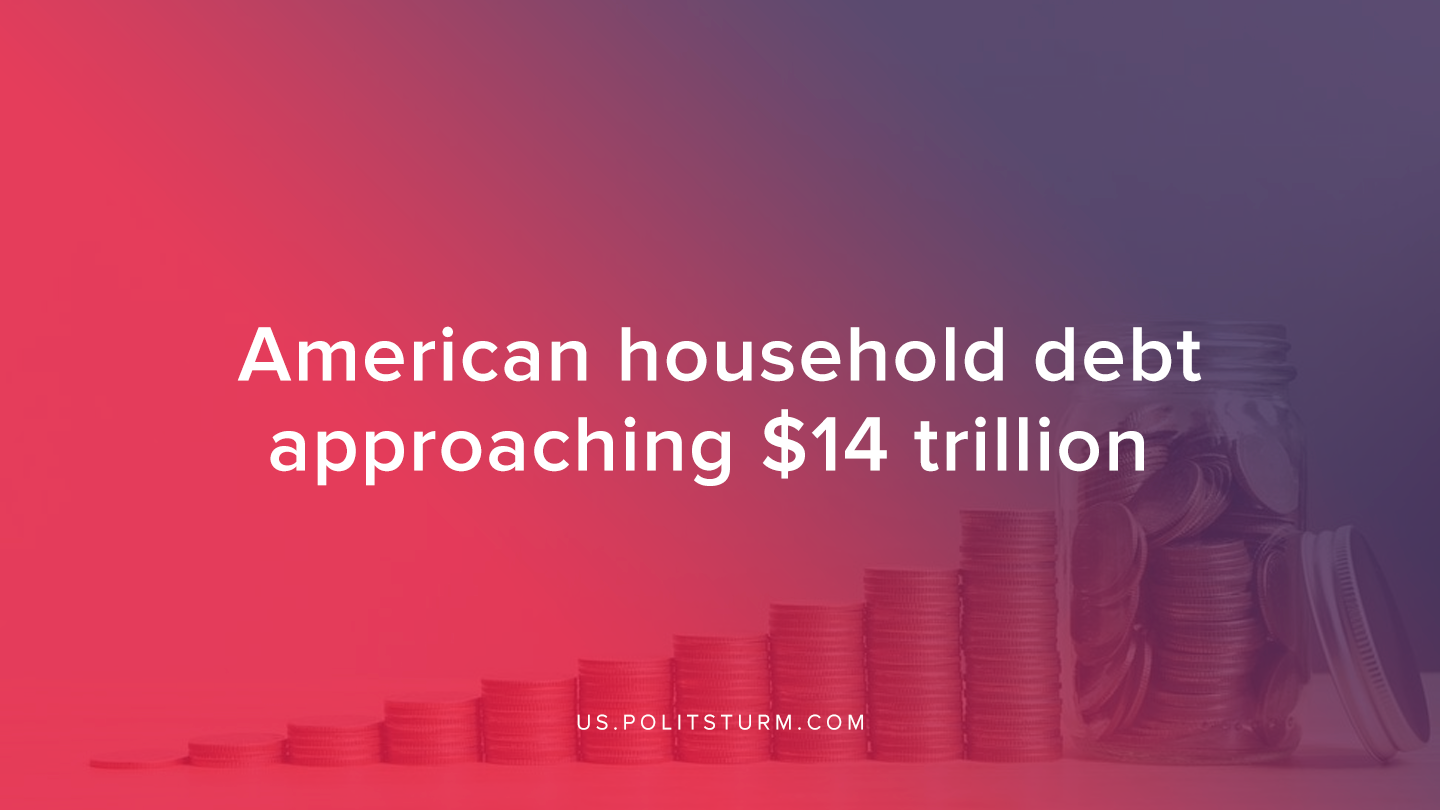 American household debt
approaching $14 trillion
US.POLITSTURM.COM